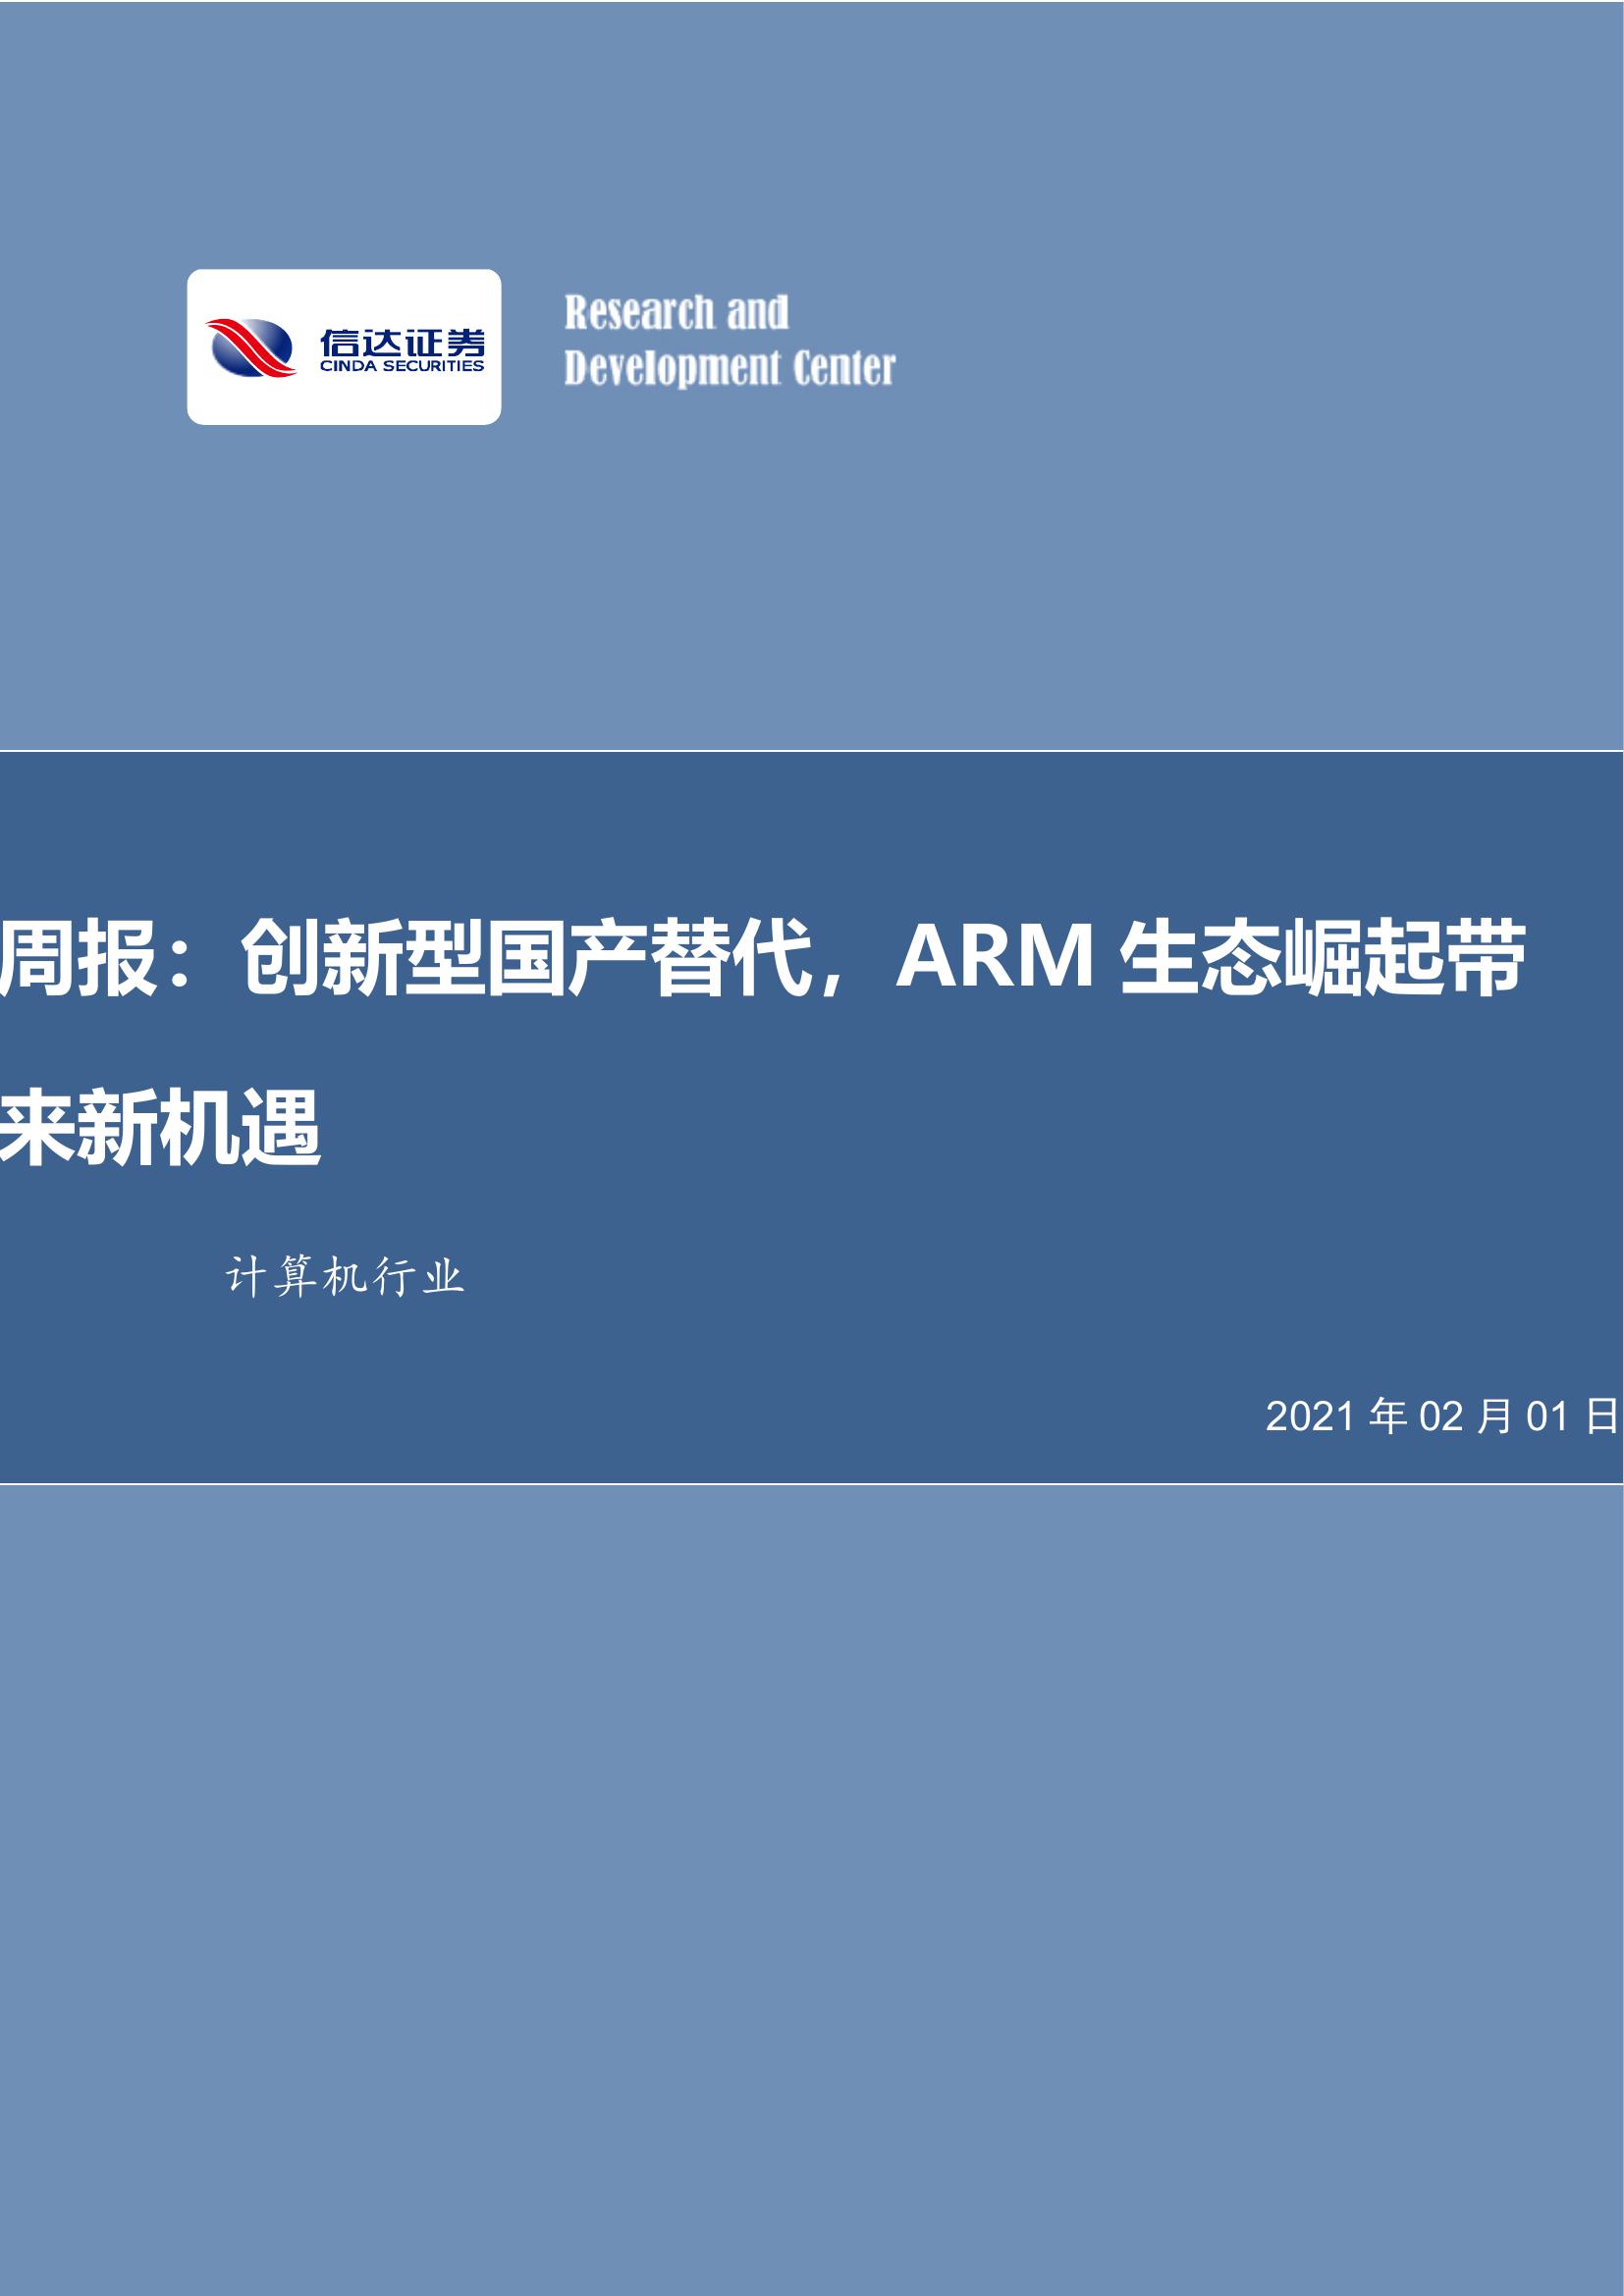 信达证券
CINDA SECURITIES
Research and
Development Center
周报：创新型国产替代，ARM 生态崛起带
来新机遇
计算机行业
2021 年 02 月 01 日